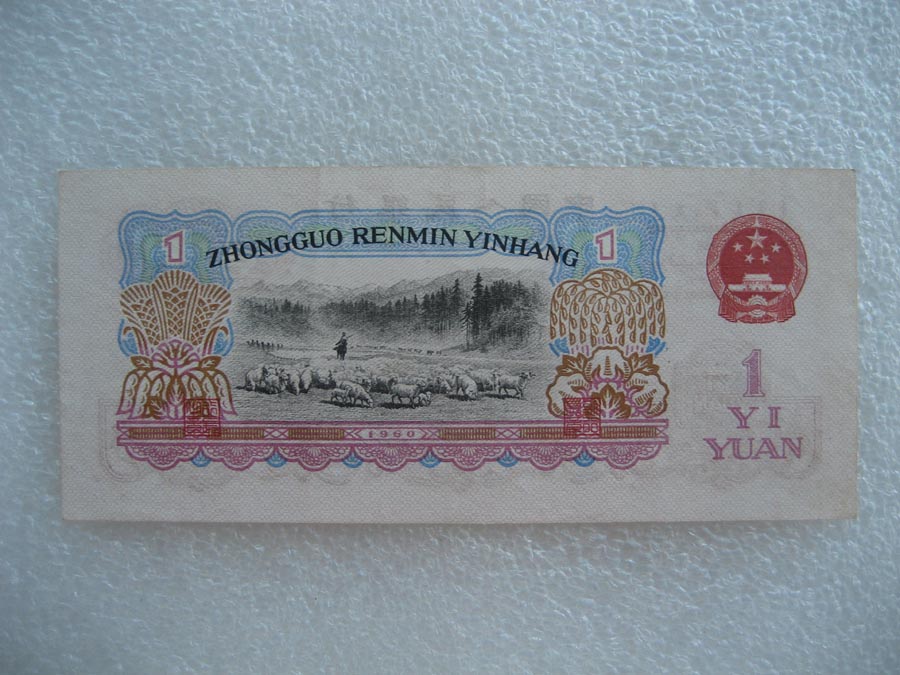 1
ZHONGGUO RENMIN YINHANG
1
1960
1
YI
YUAN